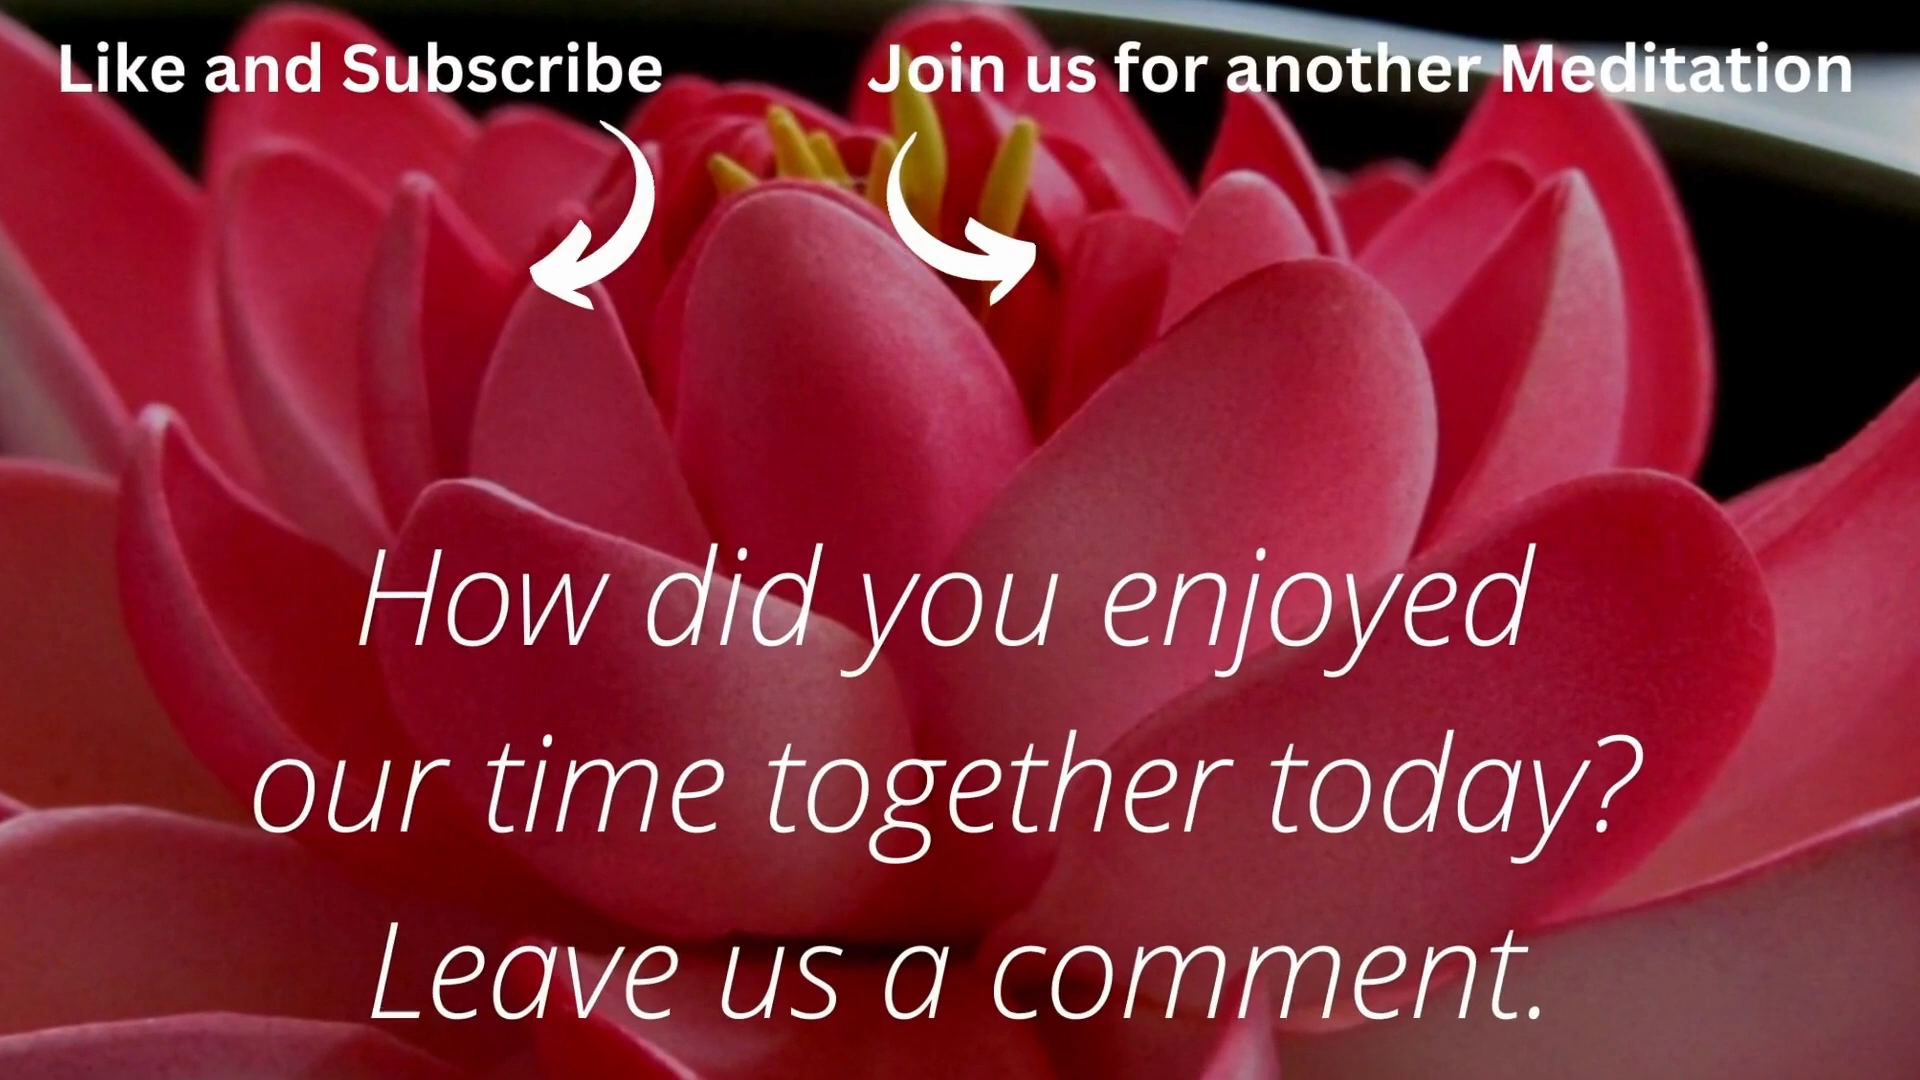 Like and Subscribe
Join us for another Meditation
How did you enjoyed
our time together today?
Leave us a comment.